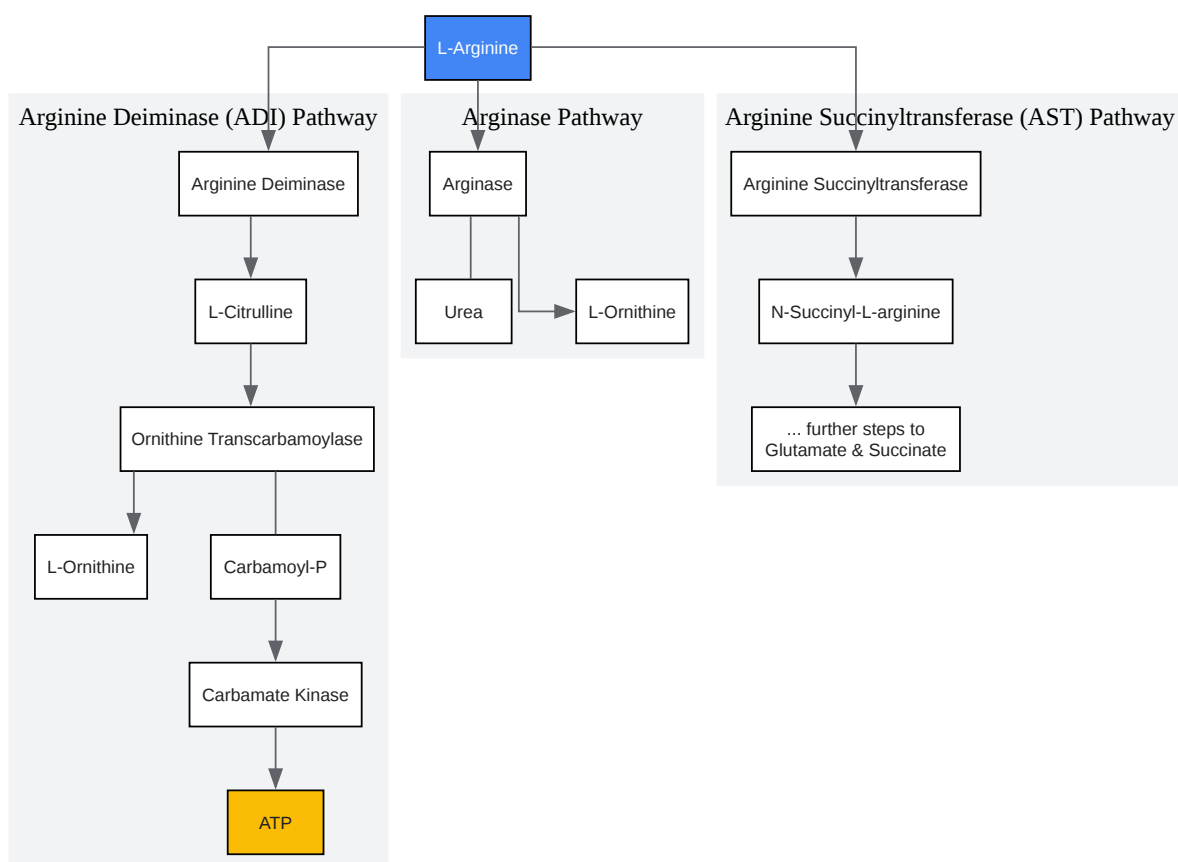 L-Arginine
Arginine Deiminase (ADI) Pathway
Arginase Pathway
Arginine Succinyltransferase (AST) Pathway
Arginine Deiminase
Arginase
Arginine Succinyltransferase
L-Citrulline
Urea
L-Ornithine
N-Succinyl-L-arginine
Ornithine Transcarbamoylase
... further steps to
Glutamate & Succinate
L-Ornithine
Carbamoyl-P
Carbamate Kinase
ATP